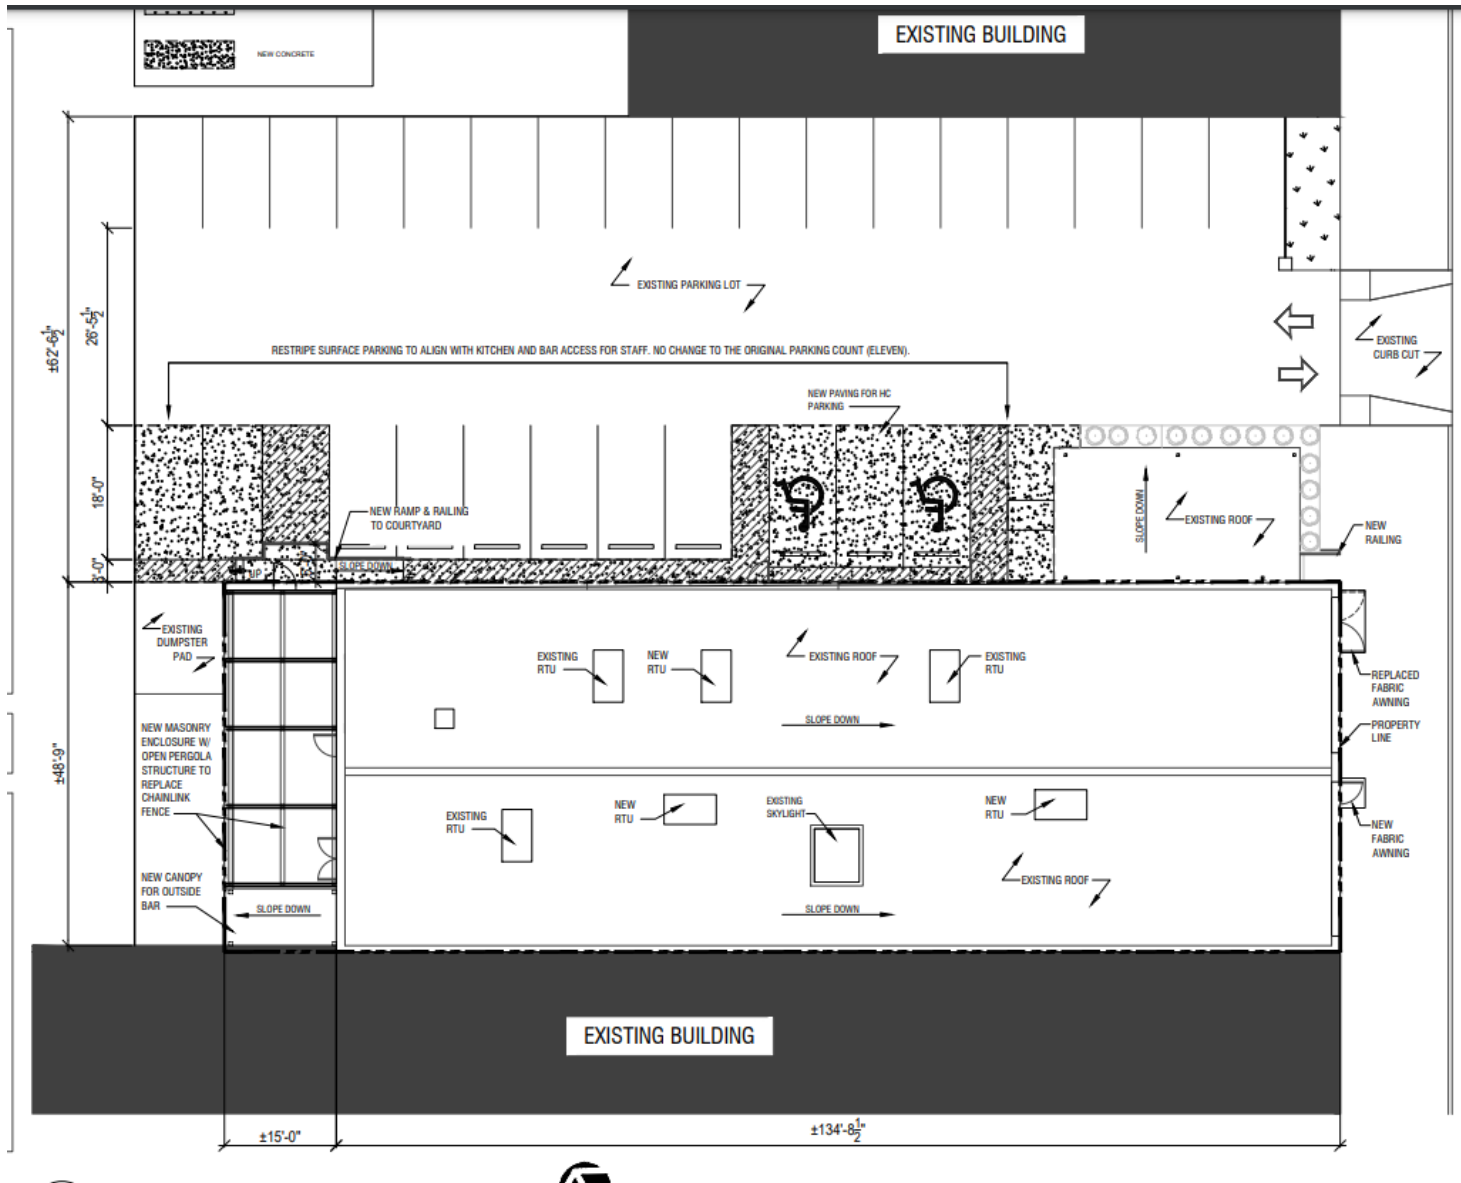 EXISTING BUILDING
NEW CONCRETE
±62'-6½"
26'-5½"
EXISTING PARKING LOT
EXISTING
CURB CUT
RESTRIPE SURFACE PARKING TO ALIGN WITH KITCHEN AND BAR ACCESS FOR STAFF. NO CHANGE TO THE ORIGINAL PARKING COUNT (ELEVEN).
NEW PAVING FOR HC
PARKING
18'-0"
NEW RAMP & RAILING
TO COURTYARD
SLOPE DOWN
EXISTING ROOF
NEW
RAILING
3'-0"
UP
SLOPE DOWN
EXISTING
DUMPSTER
PAD
EXISTING
RTU
NEW
RTU
EXISTING ROOF
EXISTING
RTU
REPLACED
FABRIC
AWNING
SLOPE DOWN
PROPERTY
LINE
NEW MASONRY
ENCLOSURE W/
OPEN PERGOLA
STRUCTURE TO
REPLACE
CHAINLINK
FENCE
±48'-9"
EXISTING
RTU
NEW
RTU
EXISTING
SKYLIGHT
NEW
RTU
NEW
FABRIC
AWNING
NEW CANOPY
FOR OUTSIDE
BAR
EXISTING ROOF
SLOPE DOWN
SLOPE DOWN
EXISTING BUILDING
±15'-0"
±134'-8½"